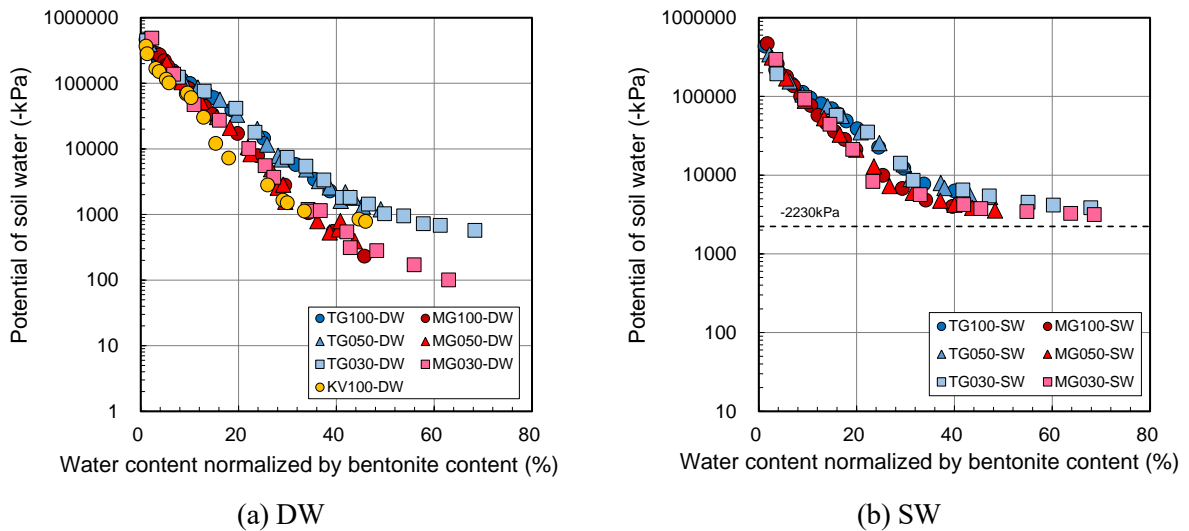 Potential of soil water (-kPa)
1000000
100000
10000
1000
100
10
1
0 20 40 60 80
TG100-DW MG100-DW
TG050-DW MG050-DW
TG030-DW MG030-DW
KV100-DW
Water content normalized by bentonite content (%)
(a) DW
Potential of soil water (-kPa)
1000000
100000
10000
1000
100
10
0 20 40 60 80
-2230kPa
TG100-SW MG100-SW
TG050-SW MG050-SW
TG030-SW MG030-SW
Water content normalized by bentonite content (%)
(b) SW